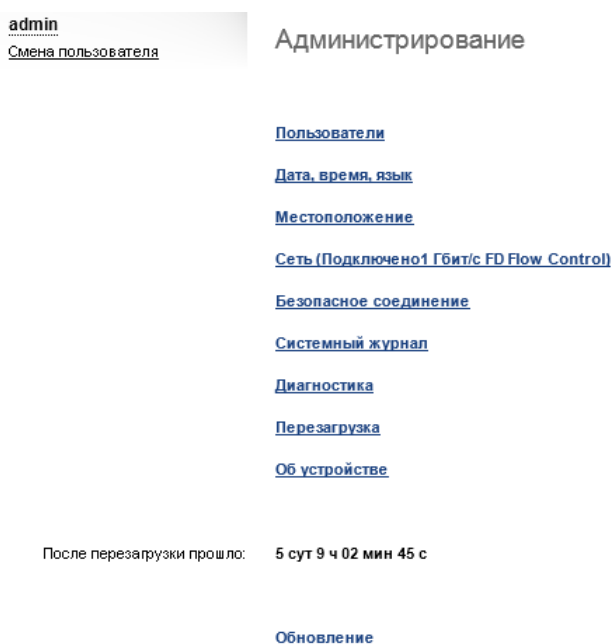 admin
Смена пользователя
Администрирование
Пользователи
Дата, время, язык
Местоположение
Сеть (Подключено1 Гбит/с FD Flow Control)
Безопасное соединение
Системный журнал
Диагностика
Перезагрузка
Об устройстве
После перезагрузки прошло: 5 сут 9 ч 02 мин 45 с
Обновление